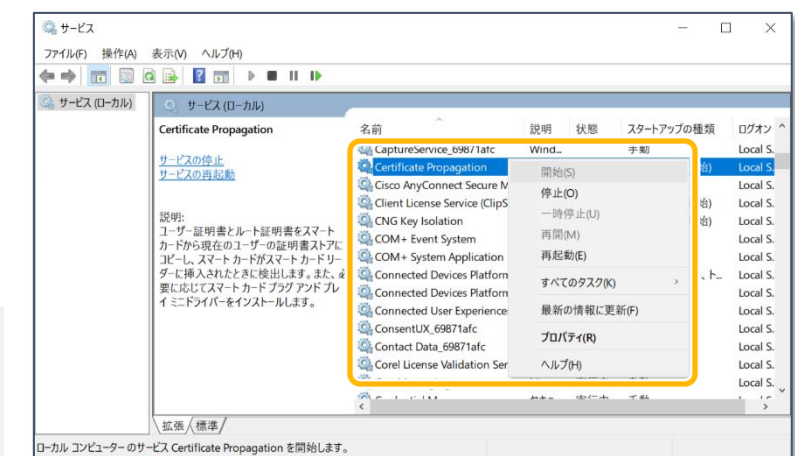 サービス
ファイル(F) 操作(A) 表示(V) ヘルプ(H)
サービス (ローカル)
サービス (ローカル)
Certificate Propagation
サービスの停止
サービスの再起動
説明:
ユーザー証明書とルート証明書をスマート
カードから現在のユーザーの証明書ストアに
コピーし、スマート カードがスマート カード リー
ダーに挿入されたときに検出します。また、必
要に応じてスマート カード プラグ アンド プレ
イ ミニドライバーをインストールします。
名前 説明 状態 スタートアップの種類 ログオン
CaptureService_69871afc Wind... 手動 Local S.
Certificate Propagation Local S.
Cisco AnyConnect Secure M Local S.
Client License Service (ClipS Local S.
CNG Key Isolation Local S.
COM+ Event System Local S.
COM+ System Application Local S.
Connected Devices Platform 、ト... Local S.
Connected Devices Platform Local S.
Connected User Experience Local S.
ConsentUX_69871afc Local S.
Contact Data_69871afc Local S.
Corel License Validation Ser Local S.
Local S.
Local S.
開始(S)
停止(O)
一時停止(U)
再開(M)
再起動(E)
すべてのタスク(K)
最新の情報に更新(F)
プロパティ(R)
ヘルプ(H)
拡張 標準
ローカル コンピューター のサービス Certificate Propagation を開始します。